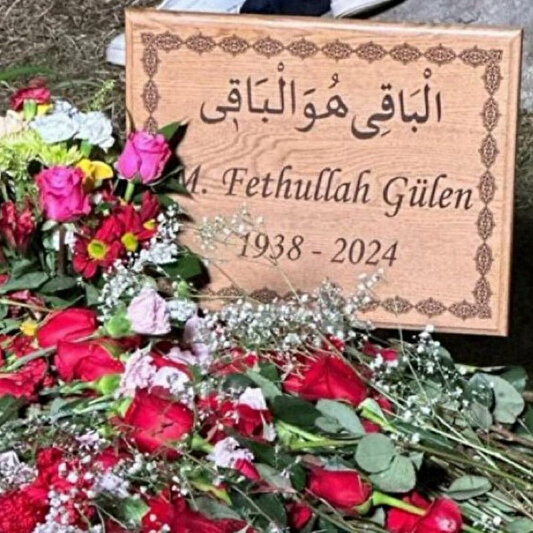 الْبَاقِي هُوَ الْبَاقِي
M. Fethullah Gülen
1938 - 2024